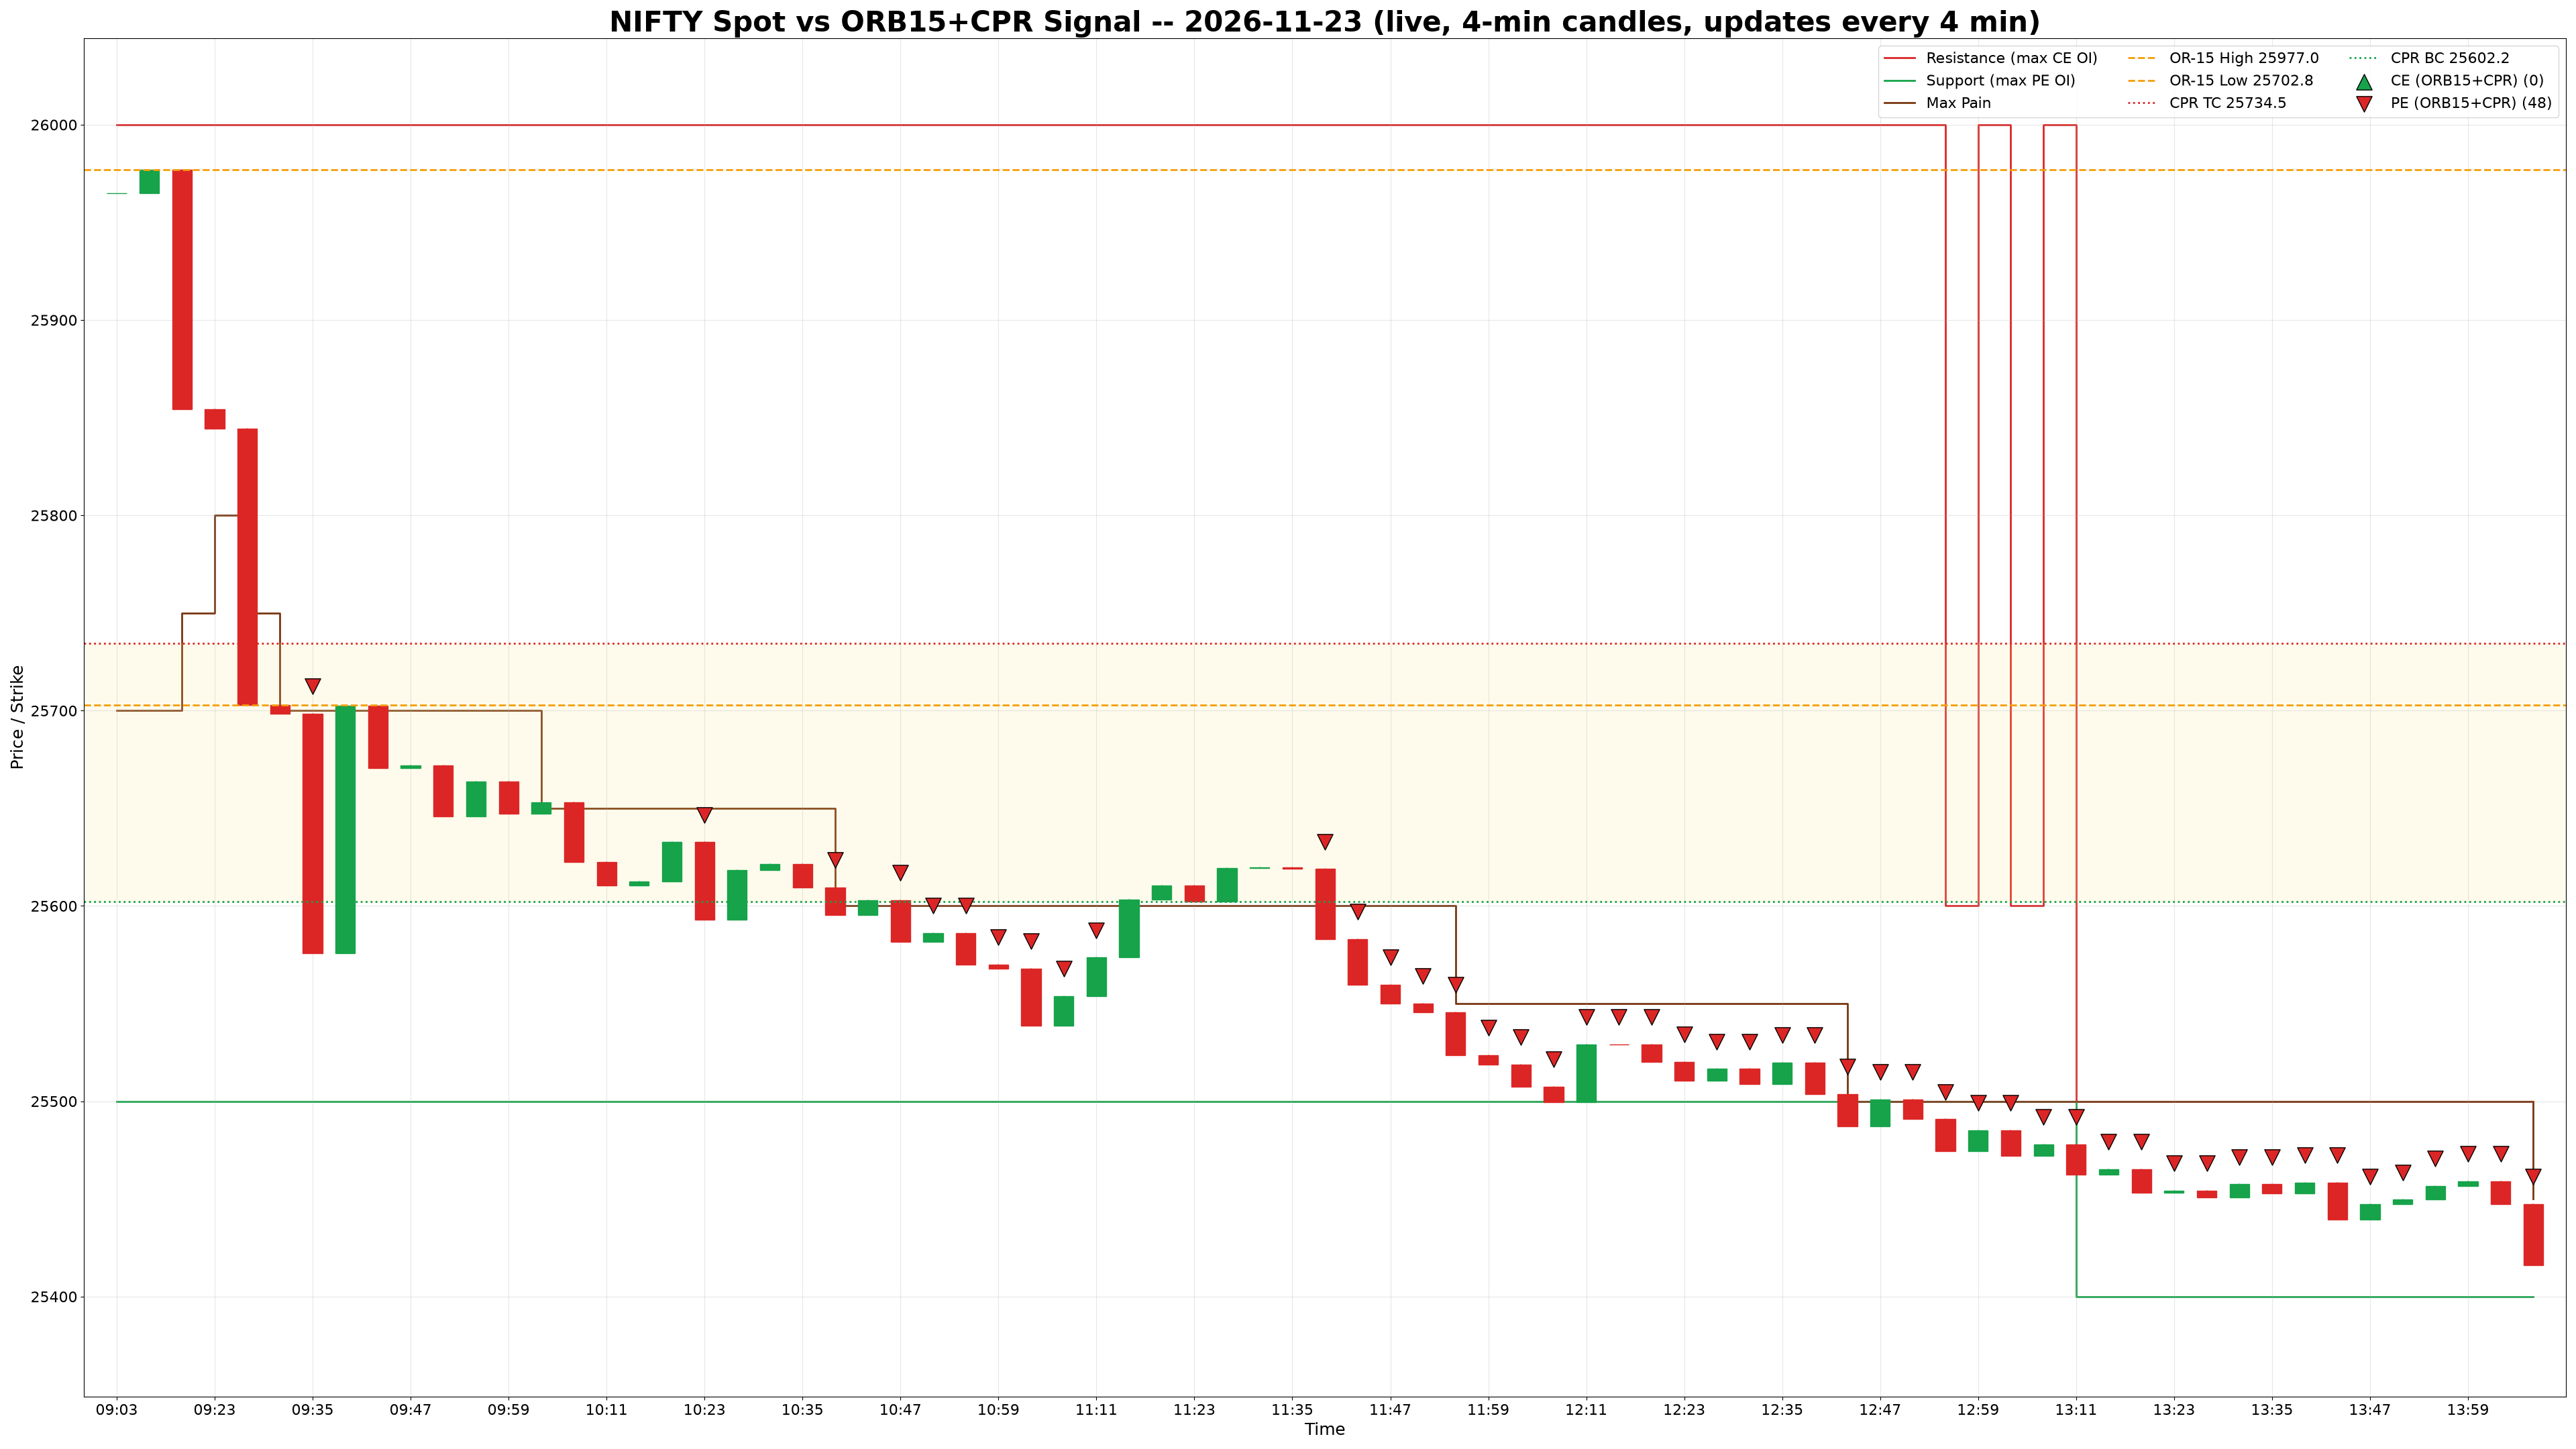 NIFTY Spot vs ORB15+CPR Signal -- 2026-11-23 (live, 4-min candles, updates every 4 min)
Resistance (max CE OI)
Support (max PE OI)
Max Pain
OR-15 High 25977.0
OR-15 Low 25702.8
CPR TC 25734.5
CPR BC 25602.2
CE (ORB15+CPR) (0)
PE (ORB15+CPR) (48)
Price / Strike
26000
25900
25800
25700
25600
25500
25400
09:03 09:23 09:35 09:47 09:59 10:11 10:23 10:35 10:47 10:59 11:11 11:23 11:35 11:47 11:59 12:11 12:23 12:35 12:47 12:59 13:11 13:23 13:35 13:47 13:59
Time